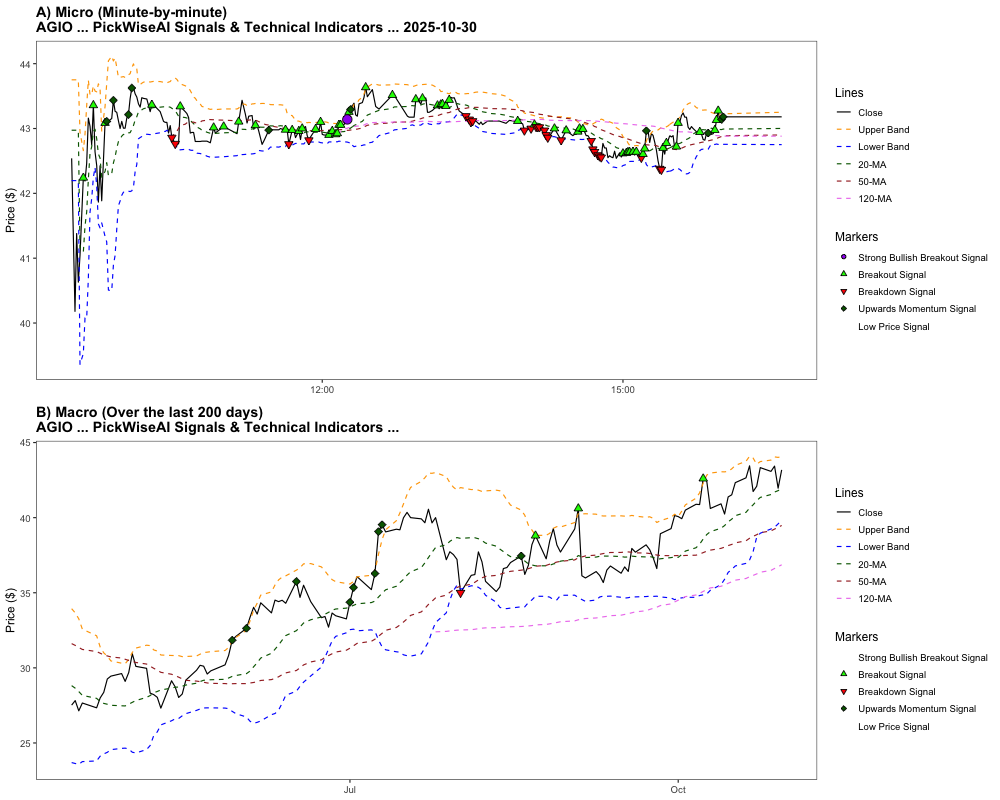 A) Micro (Minute-by-minute)
AGIO ... PickWiseAI Signals & Technical Indicators ... 2025-10-30
44
43
42
41
40
Price ($)
12:00
15:00
Lines
Close
Upper Band
Lower Band
20-MA
50-MA
120-MA
Markers
Strong Bullish Breakout Signal
Breakout Signal
Breakdown Signal
Upwards Momentum Signal
Low Price Signal
B) Macro (Over the last 200 days)
AGIO ... PickWiseAI Signals & Technical Indicators ...
45
40
35
30
25
Price ($)
Jul
Oct
Lines
Close
Upper Band
Lower Band
20-MA
50-MA
120-MA
Markers
Strong Bullish Breakout Signal
Breakout Signal
Breakdown Signal
Upwards Momentum Signal
Low Price Signal